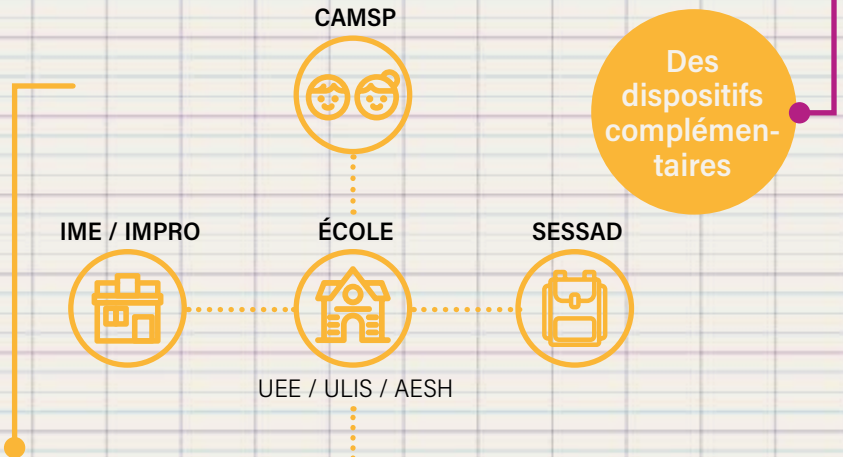 CAMSP
Des
dispositifs
complémen-
taires
IME / IMPRO
ÉCOLE
SESSAD
UEE / ULIS / AESH